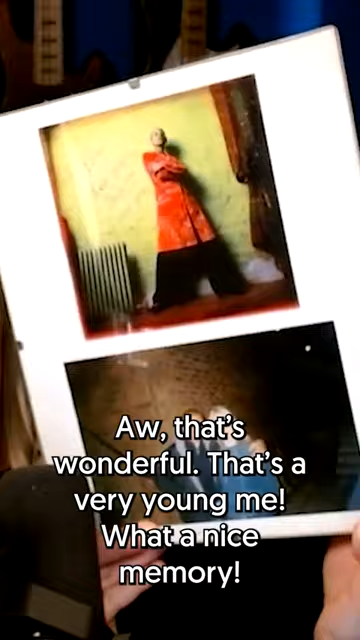 Aw, that's
wonderful. That's a
very young me!
What a nice
memory!